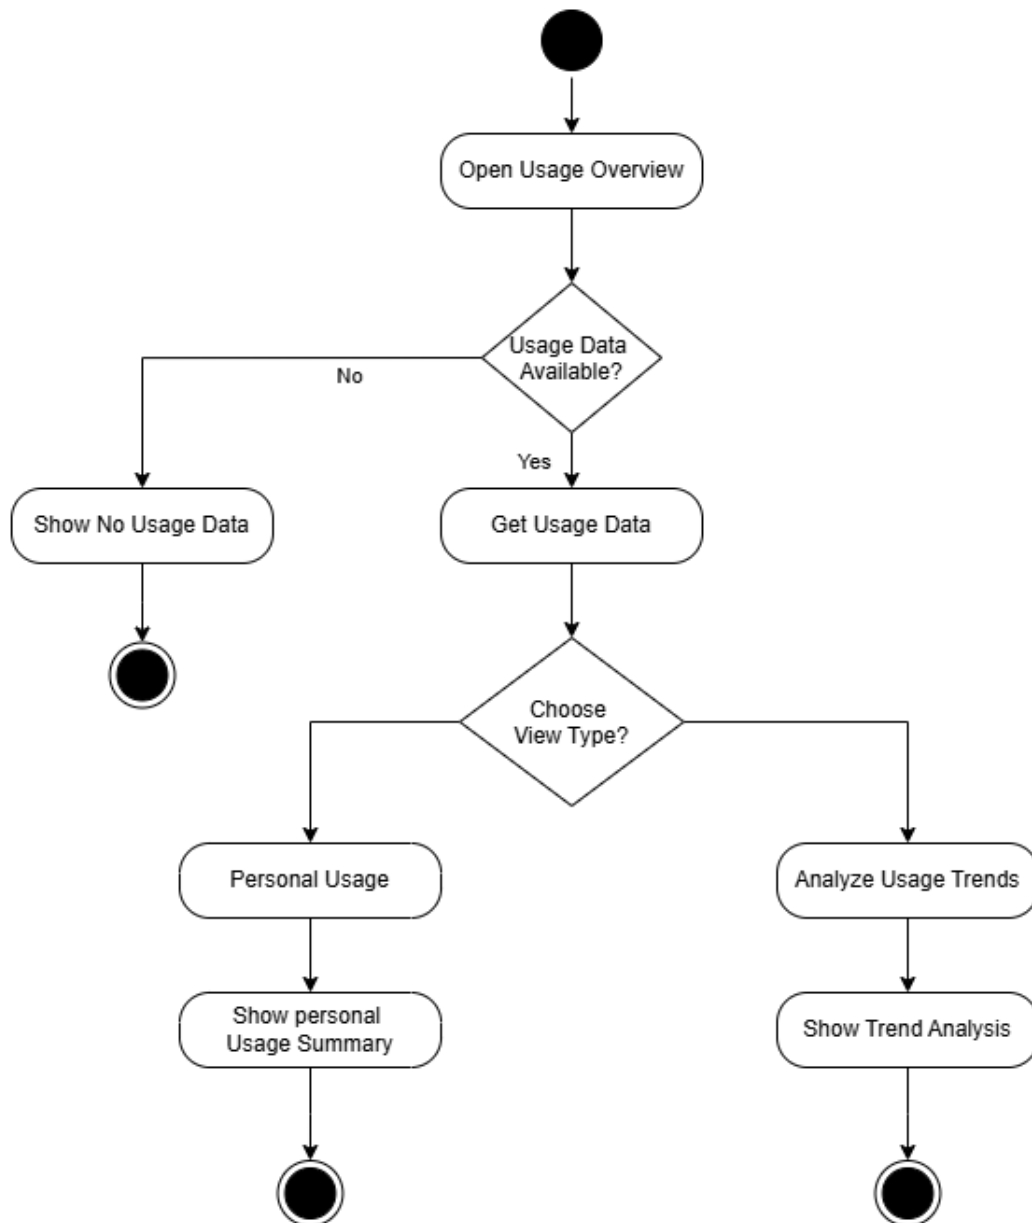 Open Usage Overview
Usage Data
Available?
No
Yes
Show No Usage Data
Get Usage Data
Choose
View Type?
Personal Usage
Analyze Usage Trends
Show personal
Usage Summary
Show Trend Analysis